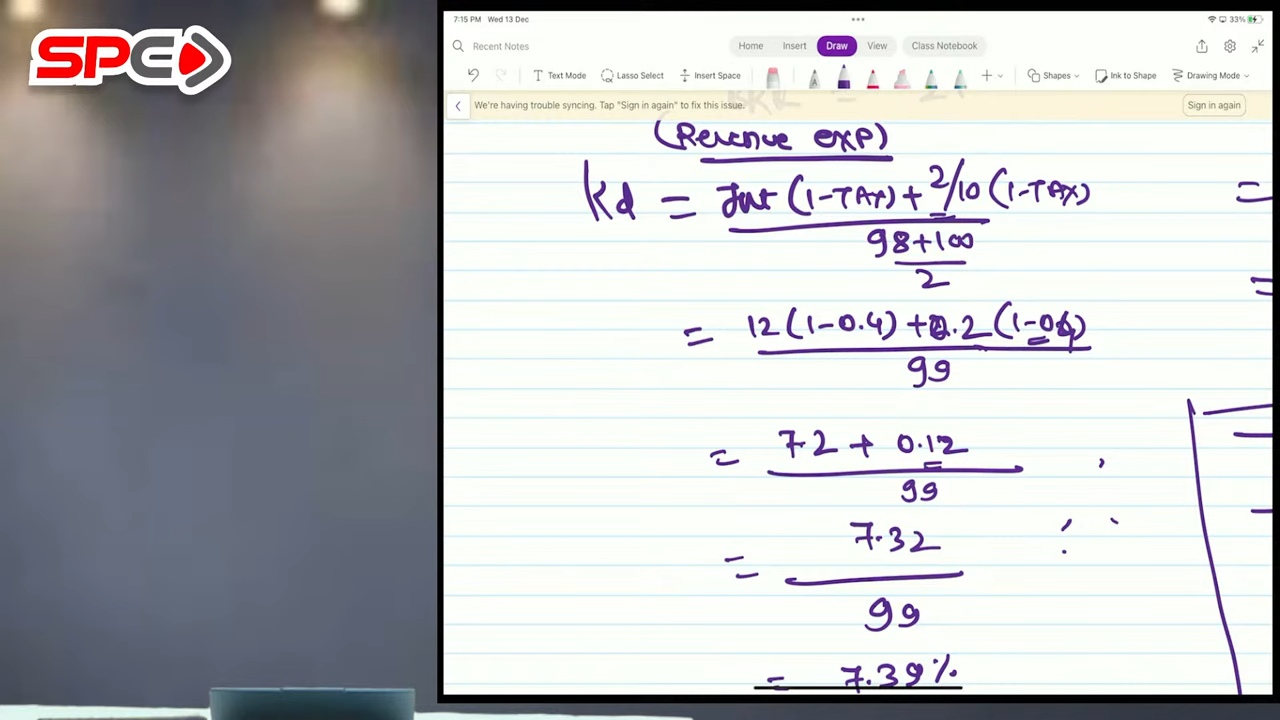 SPED
7:15 PM Wed 13 Dec
33%
Recent Notes
Home Insert Draw View Class Notebook
Text Mode Lasso Select Insert Space Shapes Ink to Shape Drawing Mode
We're having trouble syncing. Tap "Sign in again" to fix this issue. Sign in again
(Revenue exp)
Kd = Int (1-TAX) + 2/10 (1-TAX)
98+100
2
= 12 (1-0.4) + 0.2 (1-0.4)
99
= 7.2 + 0.12
99
= 7.32
99
= 7.39%